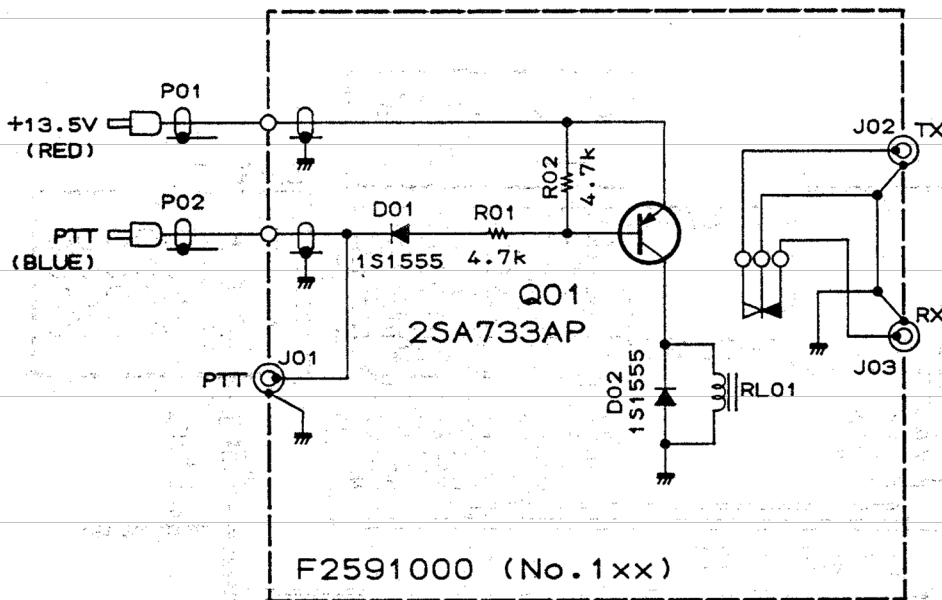 P01
+13.5V
(RED)
P02
PTT
(BLUE)
D01
1S1555
R01
4.7k
R02
4.7k
Q01
2SA733AP
J01
PTT
D02
1S1555
RL01
J02
TX
RX
J03
F2591000 (No.1xx)